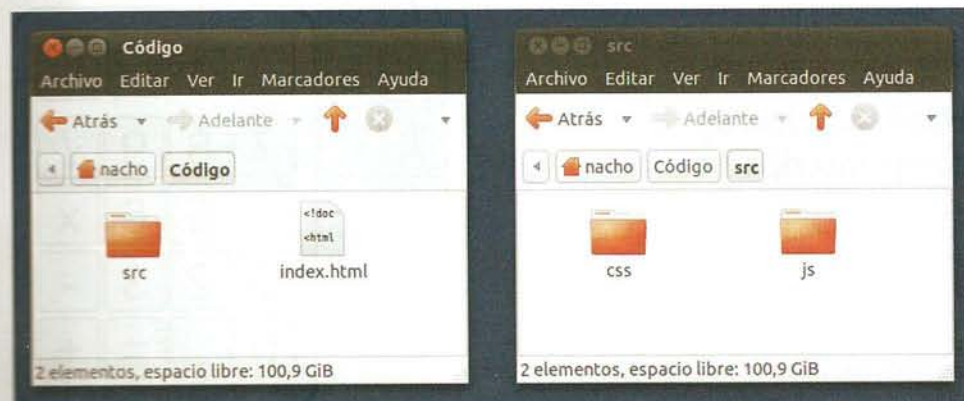 Código
Archivo Editar Ver Ir Marcadores Ayuda
Atrás Adelante
nacho Código
<!doc
<html
src index.html
2 elementos, espacio libre: 100,9 GiB
src
Archivo Editar Ver Ir Marcadores Ayuda
Atrás Adelante
nacho Código src
css js
2 elementos, espacio libre: 100,9 GiB